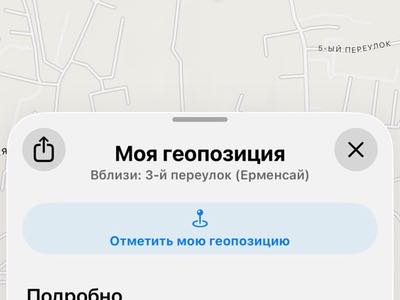 5-ЫЙ ПЕРЕУЛОК
Моя геопозиция
Вблизи: 3-й переулок (Ерменсай)
Отметить мою геопозицию
Подробно